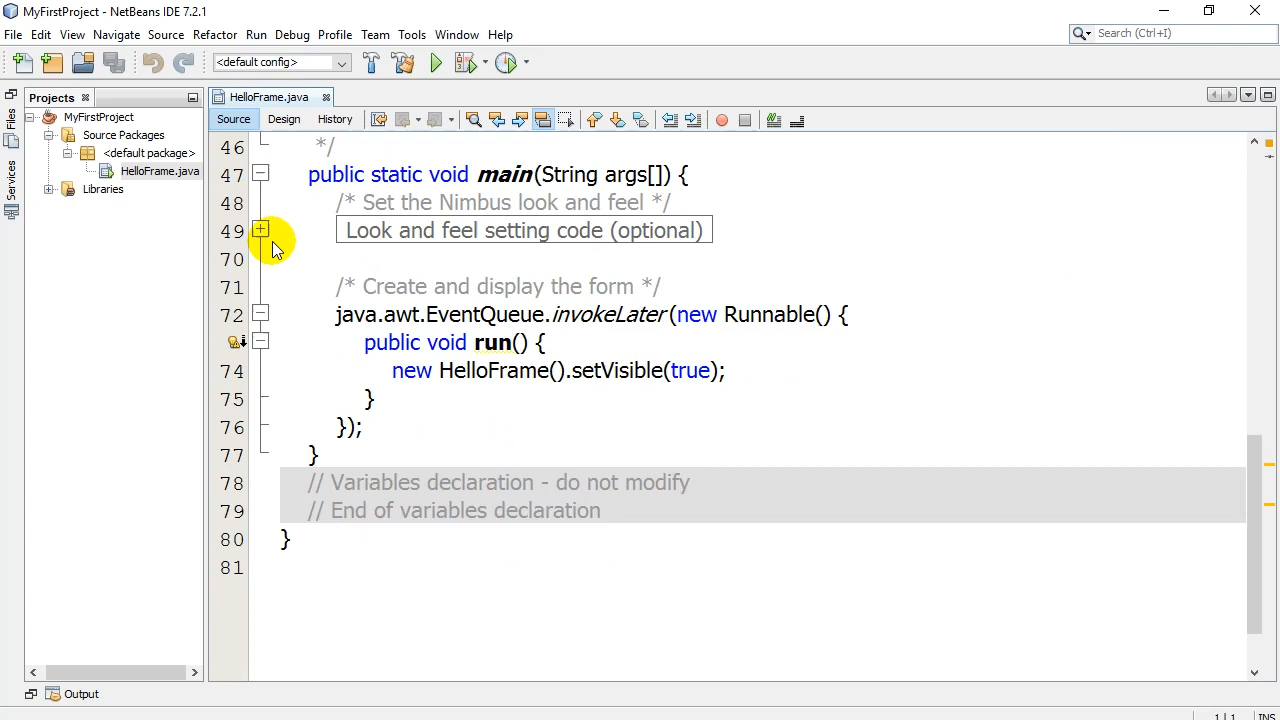 MyFirstProject - NetBeans IDE 7.2.1
File Edit View Navigate Source Refactor Run Debug Profile Team Tools Window Help
Search (Ctrl+I)
<default config>
Projects
HelloFrame.java
Files
Services
MyFirstProject
Source Packages
<default package>
HelloFrame.java
Libraries
Source Design History
46 */
47 public static void main(String args[]) {
48 /* Set the Nimbus look and feel */
49 Look and feel setting code (optional)
70
71 /* Create and display the form */
72 java.awt.EventQueue.invokeLater(new Runnable() {
public void run() {
74 new HelloFrame().setVisible(true);
75 }
76 });
77 }
78 // Variables declaration - do not modify
79 // End of variables declaration
80 }
81
Output
1 | 1 INS